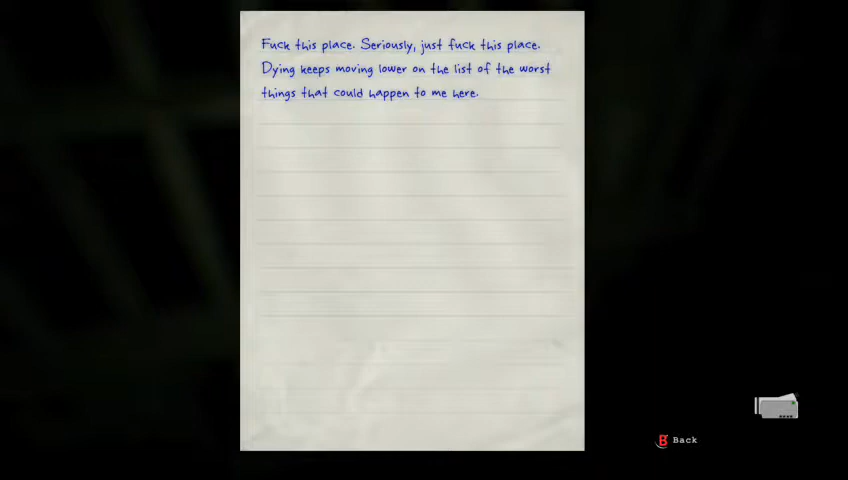 Fuck this place. Seriously, just fuck this place.
Dying keeps moving lower on the list of the worst
things that could happen to me here.
B Back